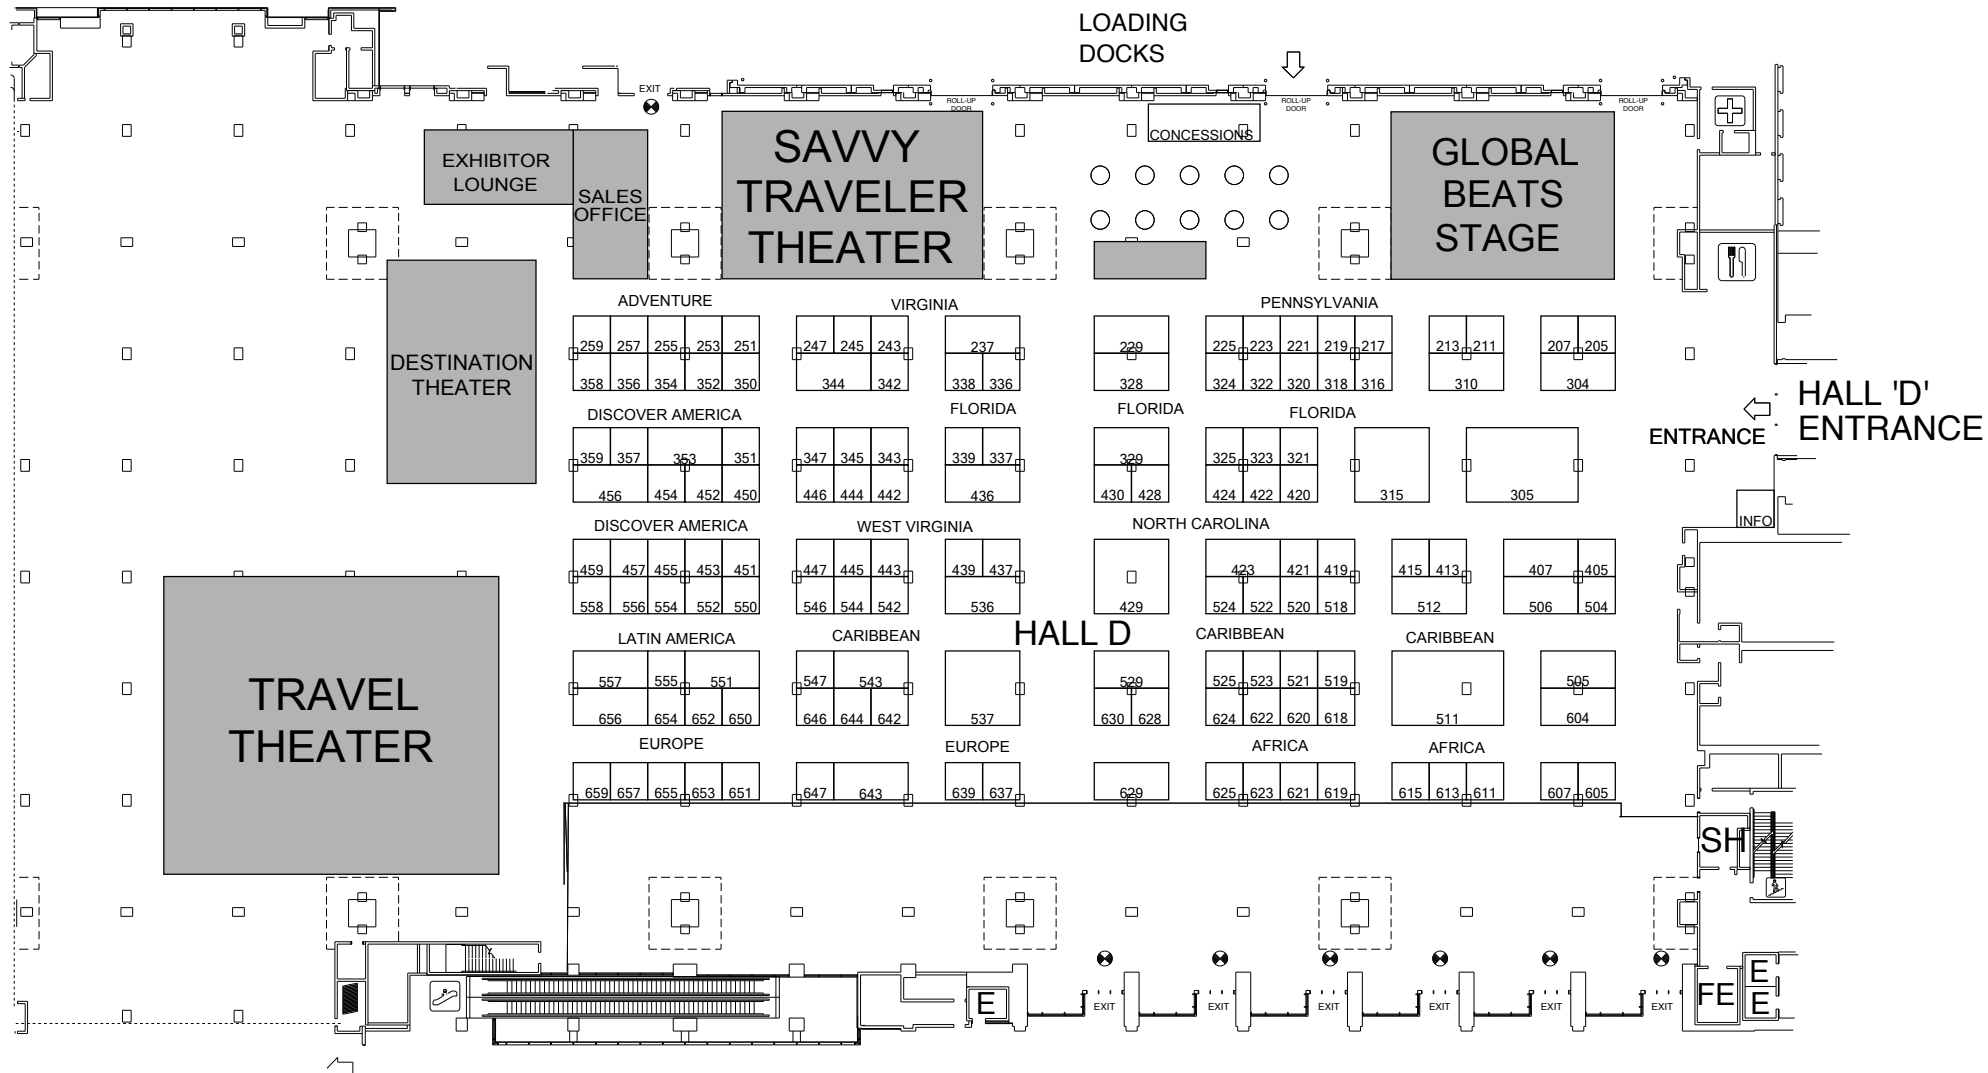 LOADING
DOCKS
EXIT
ROLL-UP
DOOR
ROLL-UP
DOOR
ROLL-UP
DOOR
EXHIBITOR
LOUNGE
SALES
OFFICE
SAVVY
TRAVELER
THEATER
CONCESSIONS
GLOBAL
BEATS
STAGE
DESTINATION
THEATER
ADVENTURE
VIRGINIA
PENNSYLVANIA
259 257 255 253 251 247 245 243 237 229 225 223 221 219 217 213 211 207 205
358 356 354 352 350 344 342 338 336 328 324 322 320 318 316 310 304
HALL 'D'
ENTRANCE
ENTRANCE
DISCOVER AMERICA FLORIDA FLORIDA FLORIDA
359 357 353 351 347 345 343 339 337 329 325 323 321
456 454 452 450 446 444 442 436 430 428 424 422 420 315 305
INFO
DISCOVER AMERICA WEST VIRGINIA NORTH CAROLINA
459 457 455 453 451 447 445 443 439 437 423 421 419 415 413 407 405
558 556 554 552 550 546 544 542 536 429 524 522 520 518 512 506 504
HALL D
LATIN AMERICA CARIBBEAN CARIBBEAN CARIBBEAN
557 555 551 547 543 529 525 523 521 519 505
656 654 652 650 646 644 642 537 630 628 624 622 620 618 511 604
TRAVEL
THEATER
EUROPE EUROPE AFRICA AFRICA
659 657 655 653 651 647 643 639 637 629 625 623 621 619 615 613 611 607 605
SH
E
EXIT EXIT EXIT EXIT EXIT EXIT
FE
E
E